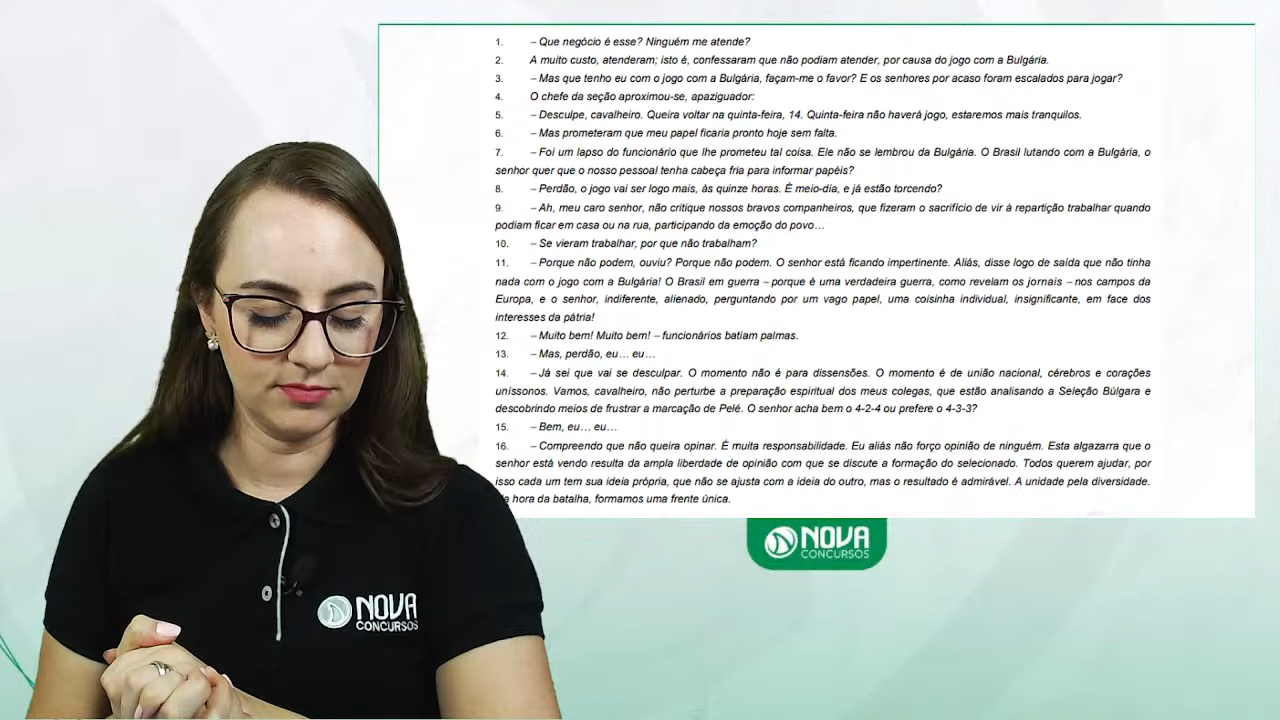 1. – Que negócio é esse? Ninguém me atende?
2. A muito custo, atenderam; isto é, confessaram que não podiam atender, por causa do jogo com a Bulgária.
3. – Mas que tenho eu com o jogo com a Bulgária, façam-me o favor? E os senhores por acaso foram escalados para jogar?
4. O chefe da seção aproximou-se, apaziguador:
5. – Desculpe, cavalheiro. Queira voltar na quinta-feira, 14. Quinta-feira não haverá jogo, estaremos mais tranquilos.
6. – Mas prometeram que meu papel ficaria pronto hoje sem falta.
7. – Foi um lapso do funcionário que lhe prometeu tal coisa. Ele não se lembrou da Bulgária. O Brasil lutando com a Bulgária, o
senhor quer que o nosso pessoal tenha cabeça fria para informar papéis?
8. – Perdão, o jogo vai ser logo mais, às quinze horas. É meio-dia, e já estão torcendo?
9. – Ah, meu caro senhor, não critique nossos bravos companheiros, que fizeram o sacrifício de vir à repartição trabalhar quando
podiam ficar em casa ou na rua, participando da emoção do povo…
10. – Se vieram trabalhar, por que não trabalham?
11. – Porque não podem, ouviu? Porque não podem. O senhor está ficando impertinente. Aliás, disse logo de saída que não tinha
nada com o jogo com a Bulgária! O Brasil em guerra – porque é uma verdadeira guerra, como revelam os jornais – nos campos da
Europa, e o senhor, indiferente, alienado, perguntando por um vago papel, uma coisinha individual, insignificante, em face dos
interesses da pátria!
12. – Muito bem! Muito bem! – funcionários batiam palmas.
13. – Mas, perdão, eu… eu…
14. – Já sei que vai se desculpar. O momento não é para dissensões. O momento é de união nacional, cérebros e corações
uníssonos. Vamos, cavalheiro, não perturbe a preparação espiritual dos meus colegas, que estão analisando a Seleção Búlgara e
descobrindo meios de frustrar a marcação de Pelé. O senhor acha bem o 4-2-4 ou prefere o 4-3-3?
15. – Bem, eu… eu…
16. – Compreendo que não queira opinar. É muita responsabilidade. Eu aliás não forço opinião de ninguém. Esta algazarra que o
senhor está vendo resulta da ampla liberdade de opinião com que se discute a formação do selecionado. Todos querem ajudar, por
isso cada um tem sua ideia própria, que não se ajusta com a ideia do outro, mas o resultado é admirável. A unidade pela diversidade.
hora da batalha, formamos uma frente única.
NOVA
CONCURSOS
NOVA
CONCURSOS